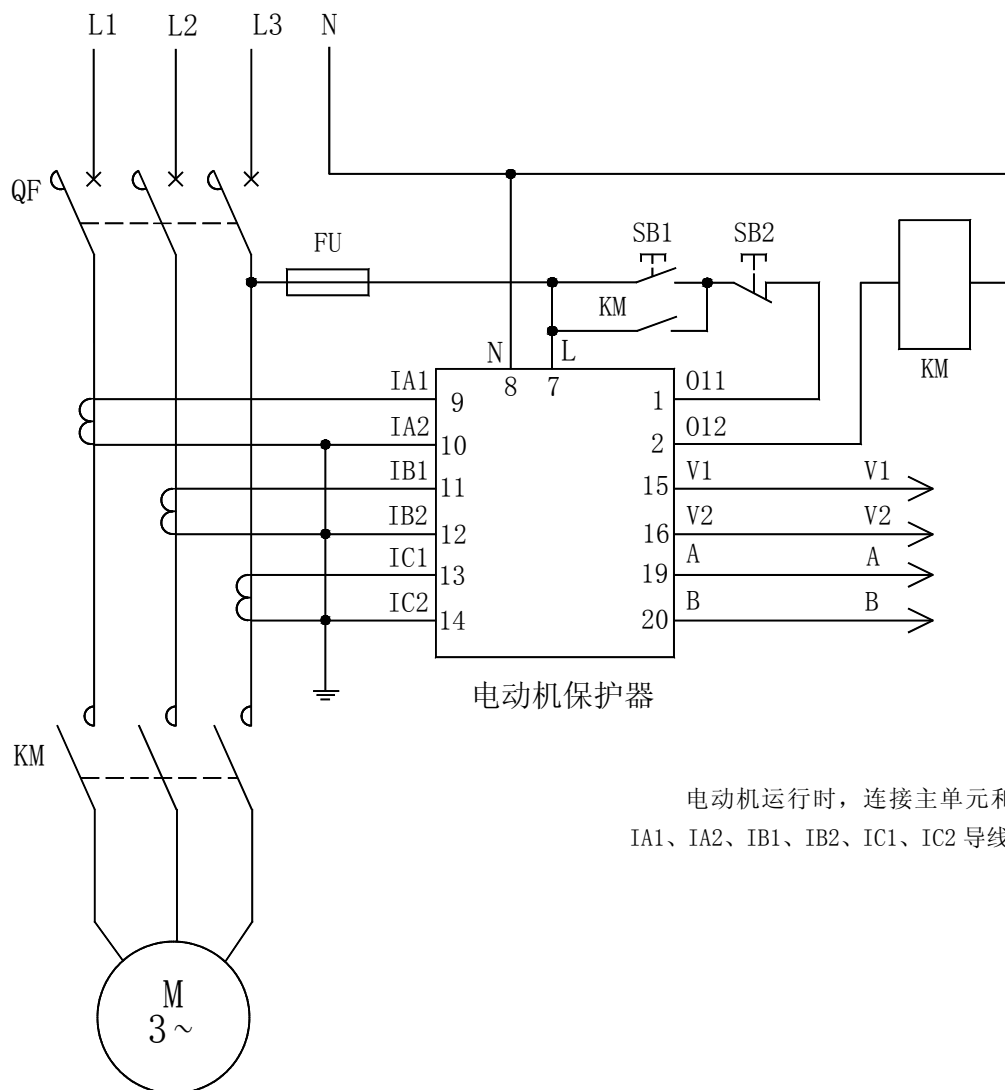 L1 L2 L3 N
QF
FU
SB1 SB2
KM
N L
KM
8 7
IA1 9 1 O11
IA2 10 2 O12
IB1 11 15 V1 V1
IB2 12 16 V2 V2
IC1 13 19 A A
IC2 14 20 B B
电动机保护器
KM
电动机运行时，连接主单元和
IA1、IA2、IB1、IB2、IC1、IC2 导线
M
3～